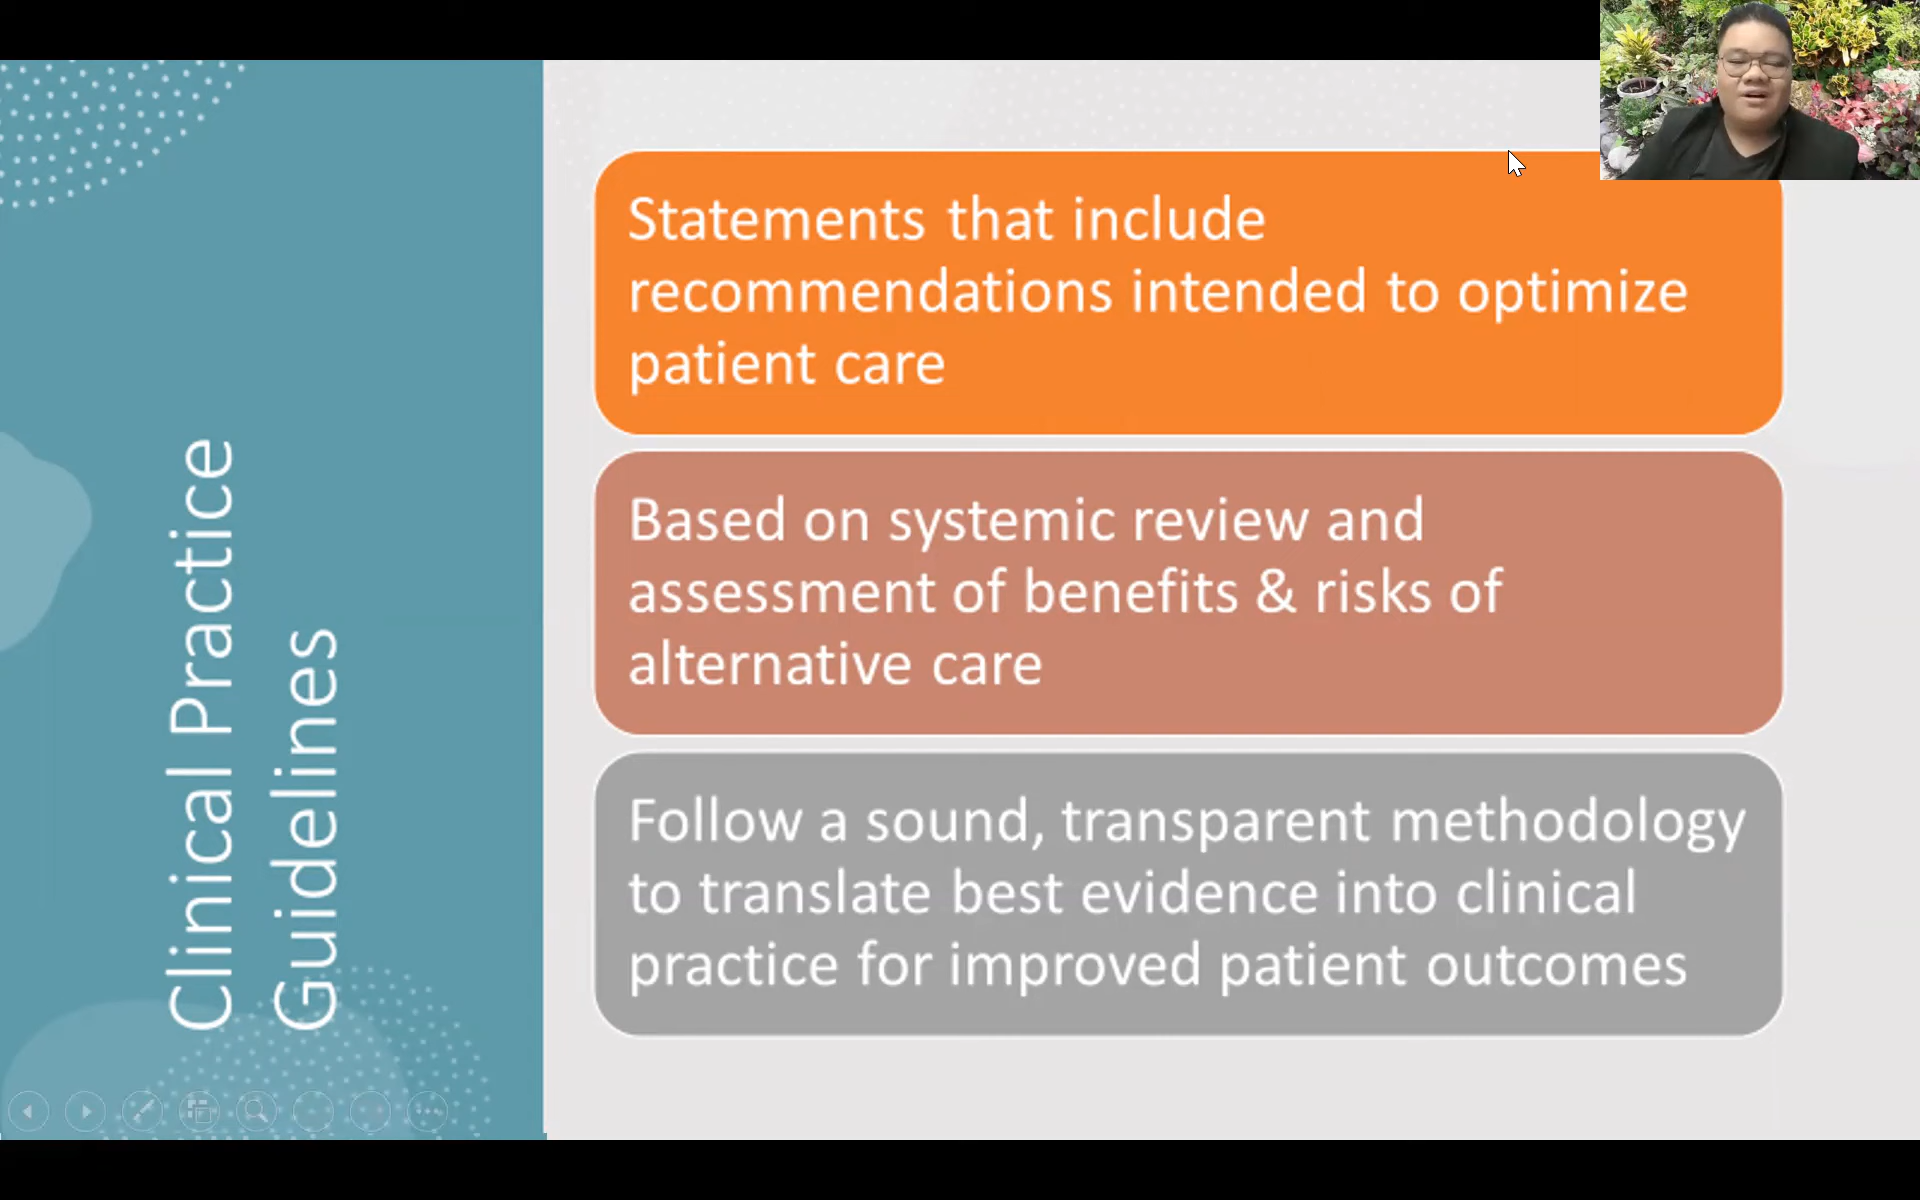 Clinical Practice
Guidelines
Statements that include
recommendations intended to optimize
patient care
Based on systemic review and
assessment of benefits & risks of
alternative care
Follow a sound, transparent methodology
to translate best evidence into clinical
practice for improved patient outcomes